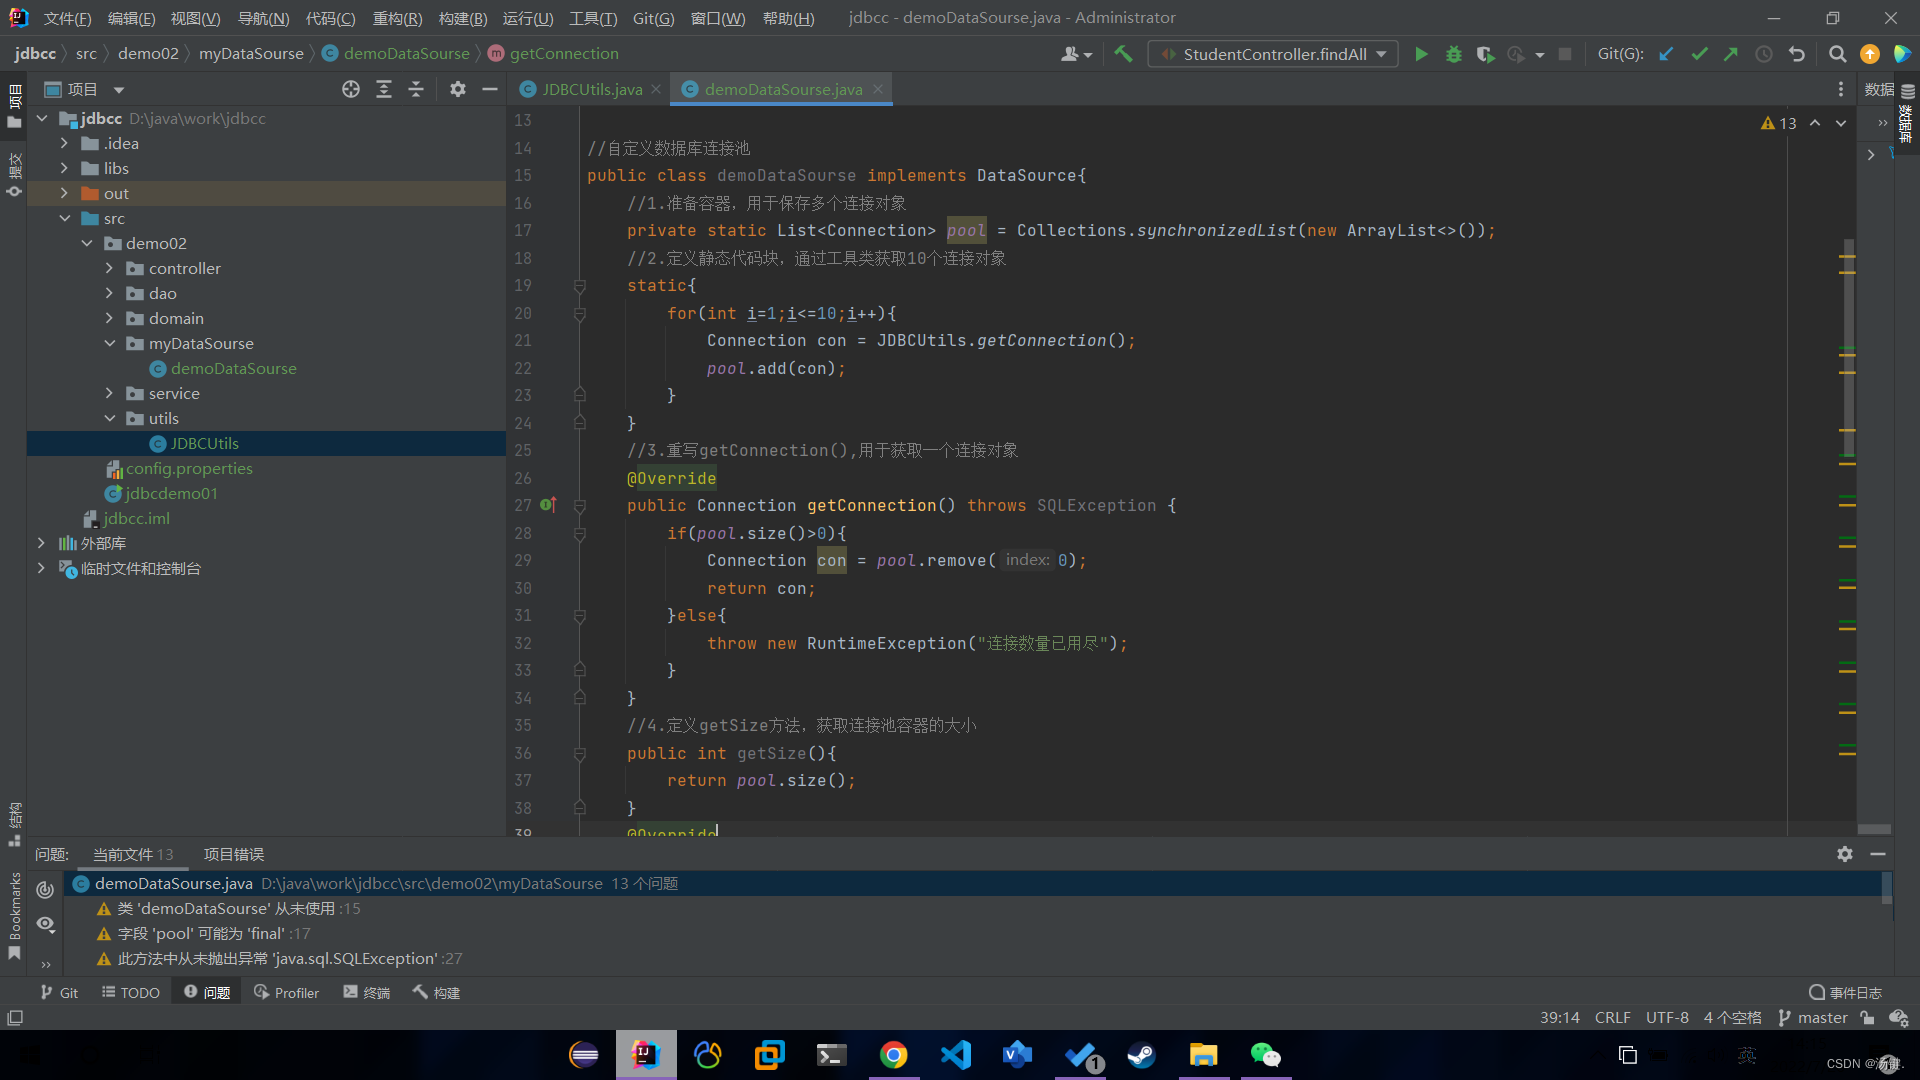 文件(F) 编辑(E) 视图(V) 导航(N) 代码(C) 重构(R) 构建(B) 运行(U) 工具(T) Git(G) 窗口(W) 帮助(H) jdbcc - demoDataSourse.java - Administrator
jdbcc src demo02 myDataSourse demoDataSourse getConnection StudentController.findAll Git(G):
项目
JDBCUtils.java demoDataSourse.java
数据
项目
提交
结构
Bookmarks
数据库
jdbcc D:\java\work\jdbcc
.idea
libs
out
src
demo02
controller
dao
domain
myDataSourse
demoDataSourse
service
utils
JDBCUtils
config.properties
jdbcdemo01
jdbcc.iml
外部库
临时文件和控制台
13
13
14 //自定义数据库连接池
15 public class demoDataSourse implements DataSource{
16 //1.准备容器，用于保存多个连接对象
17 private static List<Connection> pool = Collections.synchronizedList(new ArrayList<>());
18 //2.定义静态代码块，通过工具类获取10个连接对象
19 static{
20 for(int i=1;i<=10;i++){
21 Connection con = JDBCUtils.getConnection();
22 pool.add(con);
23 }
24 }
25 //3.重写getConnection(),用于获取一个连接对象
26 @Override
27 public Connection getConnection() throws SQLException {
28 if(pool.size()>0){
29 Connection con = pool.remove( index: 0);
30 return con;
31 }else{
32 throw new RuntimeException("连接数量已用尽");
33 }
34 }
35 //4.定义getSize方法，获取连接池容器的大小
36 public int getSize(){
37 return pool.size();
38 }
39 @Override
问题: 当前文件 13 项目错误
demoDataSourse.java D:\java\work\jdbcc\src\demo02\myDataSourse 13 个问题
类 'demoDataSourse' 从未使用 :15
字段 'pool' 可能为 'final' :17
此方法中从未抛出异常 'java.sql.SQLException' :27
Git TODO 问题 Profiler 终端 构建 事件日志
39:14 CRLF UTF-8 4 个空格 master
1
英
CSDN @汤键.